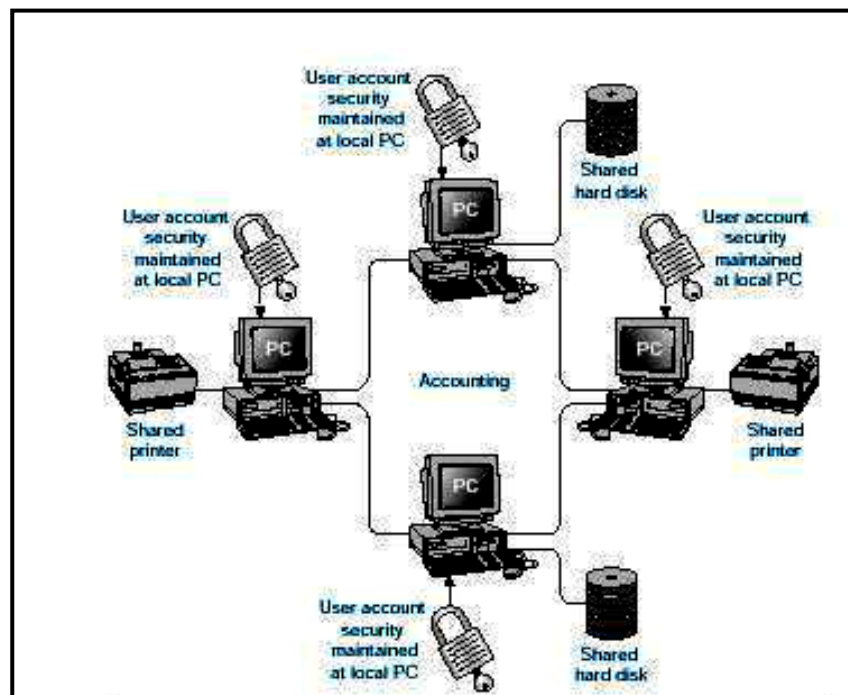 User account
security
maintained
at local PC
Shared
hard disk
PC
User account
security
maintained
at local PC
User account
security
maintained
at local PC
PC
PC
Accounting
Shared
printer
Shared
printer
PC
User account
security
maintained
at local PC
Shared
hard disk